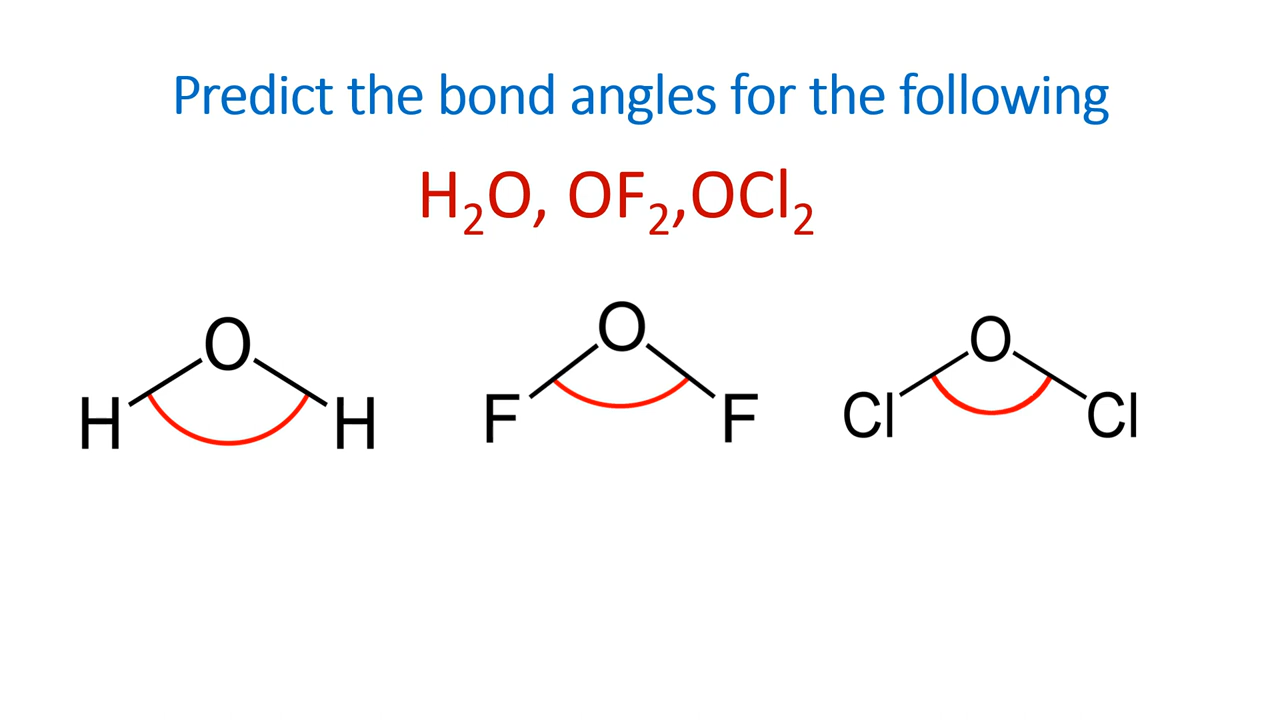 Predict the bond angles for the following
H₂O, OF₂,OCl₂
O O O
H H F F Cl Cl